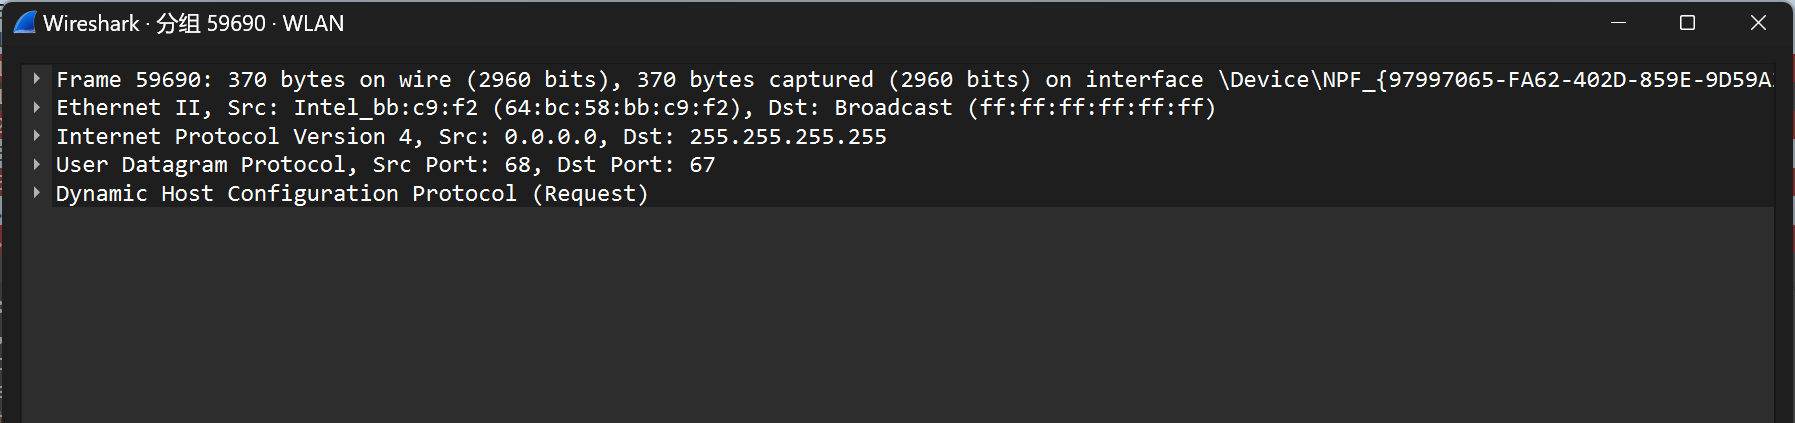 Wireshark · 分组 59690 · WLAN
Frame 59690: 370 bytes on wire (2960 bits), 370 bytes captured (2960 bits) on interface \Device\NPF_{97997065-FA62-402D-859E-9D59A
Ethernet II, Src: Intel_bb:c9:f2 (64:bc:58:bb:c9:f2), Dst: Broadcast (ff:ff:ff:ff:ff:ff)
Internet Protocol Version 4, Src: 0.0.0.0, Dst: 255.255.255.255
User Datagram Protocol, Src Port: 68, Dst Port: 67
Dynamic Host Configuration Protocol (Request)